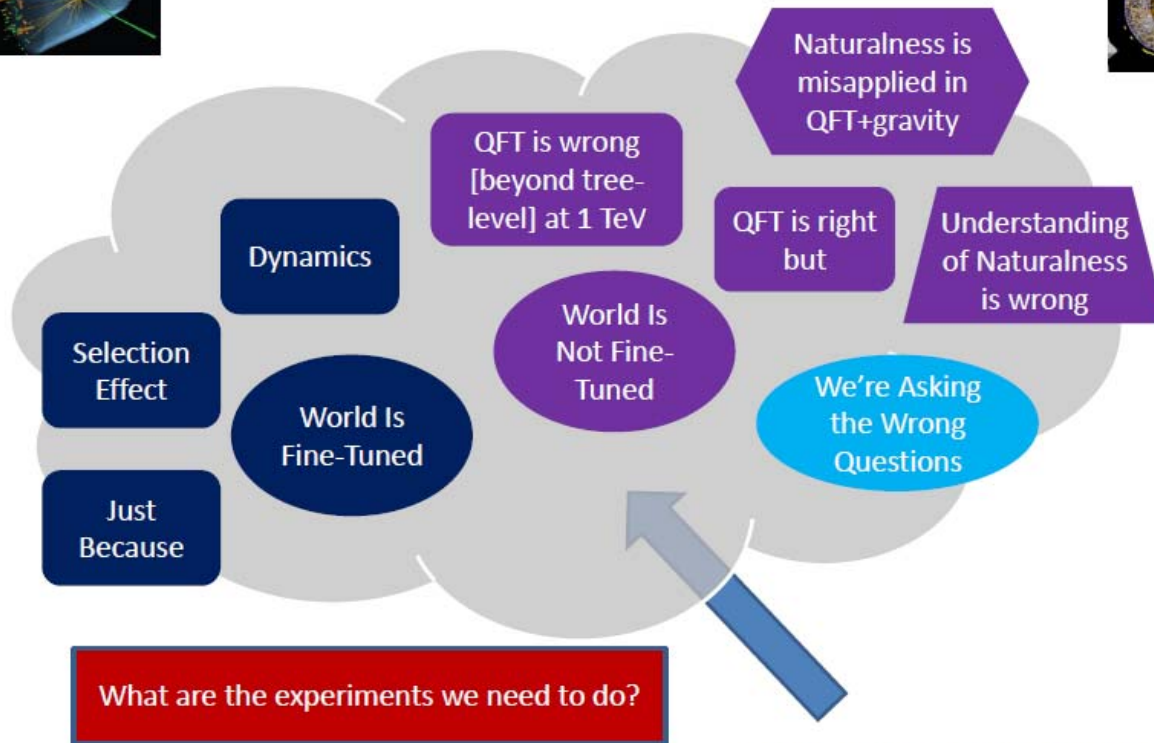 Naturalness is
misapplied in
QFT+gravity
QFT is wrong
[beyond tree-
level] at 1 TeV
QFT is right
but
Understanding
of Naturalness
is wrong
Dynamics
World Is
Not Fine-
Tuned
Selection
Effect
World Is
Fine-Tuned
We're Asking
the Wrong
Questions
Just
Because
What are the experiments we need to do?